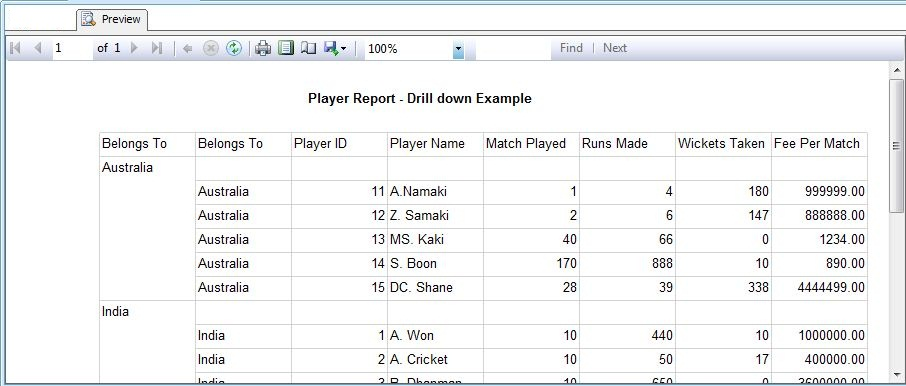 Preview
1 of 1 100% Find | Next
Player Report - Drill down Example
Belongs To Belongs To Player ID Player Name Match Played Runs Made Wickets Taken Fee Per Match
Australia
Australia 11 A.Namaki 1 4 180 999999.00
Australia 12 Z. Samaki 2 6 147 888888.00
Australia 13 MS. Kaki 40 66 0 1234.00
Australia 14 S. Boon 170 888 10 890.00
Australia 15 DC. Shane 28 39 338 4444499.00
India
India 1 A. Won 10 440 10 1000000.00
India 2 A. Cricket 10 50 17 400000.00
India 3 10 650 0 3600000.00